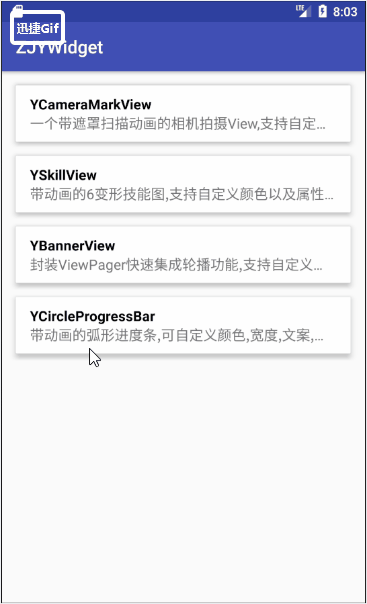 LTE 8:03
迅捷Gif
ZJYWidget
YCameraMarkView
一个带遮罩扫描动画的相机拍摄View,支持自定...
YSkillView
带动画的6变形技能图,支持自定义颜色以及属性...
YBannerView
封装ViewPager快速集成轮播功能,支持自定义...
YCircleProgressBar
带动画的弧形进度条,可自定义颜色,宽度,文案,...